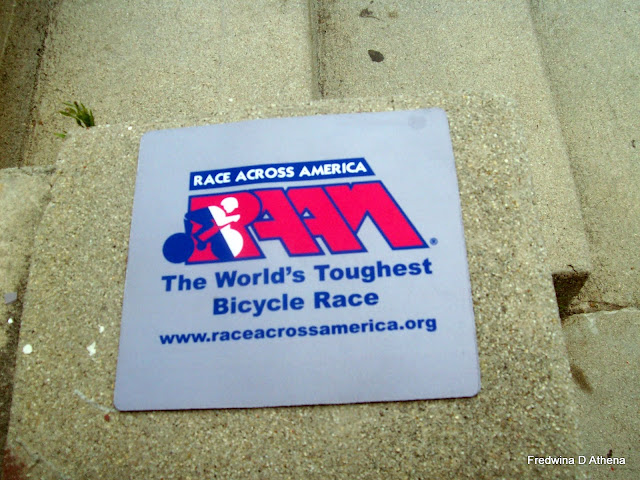 RACE ACROSS AMERICA
RAAM®
The World's Toughest
Bicycle Race
www.raceacrossamerica.org
Fredwina D Athena